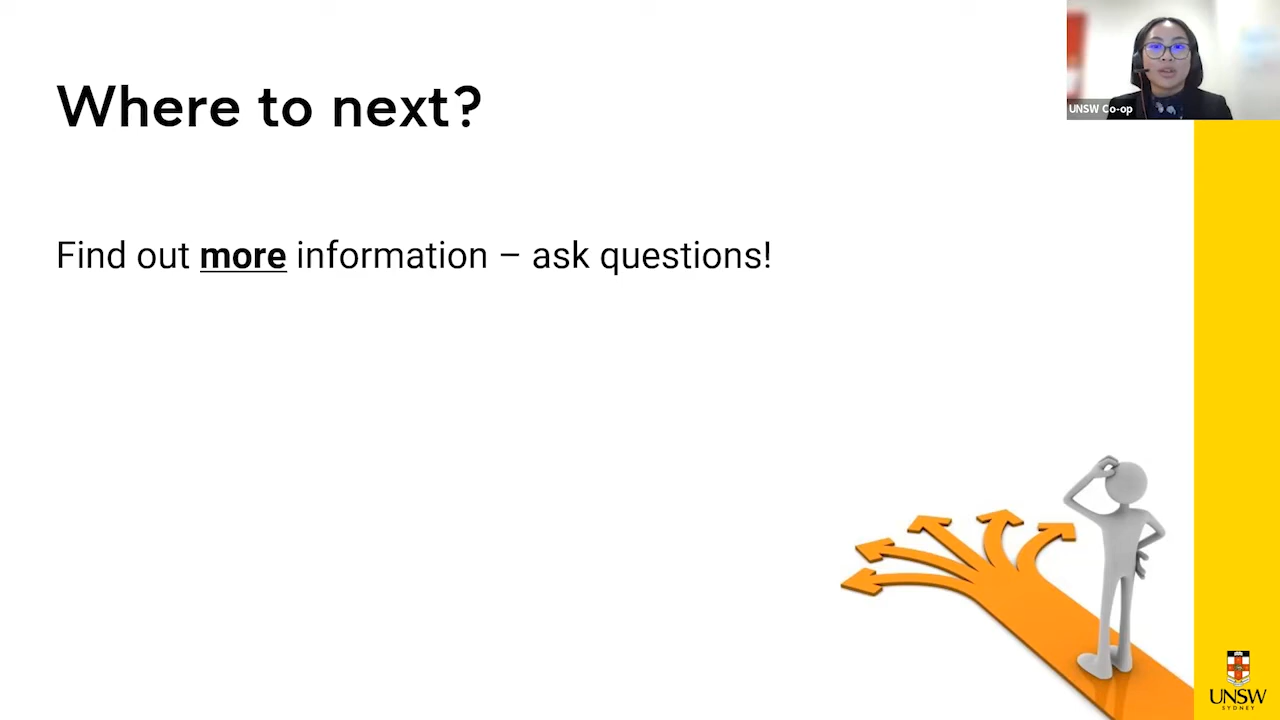 UNSW Co-op
Where to next?
Find out more information – ask questions!
UNSW
SYDNEY